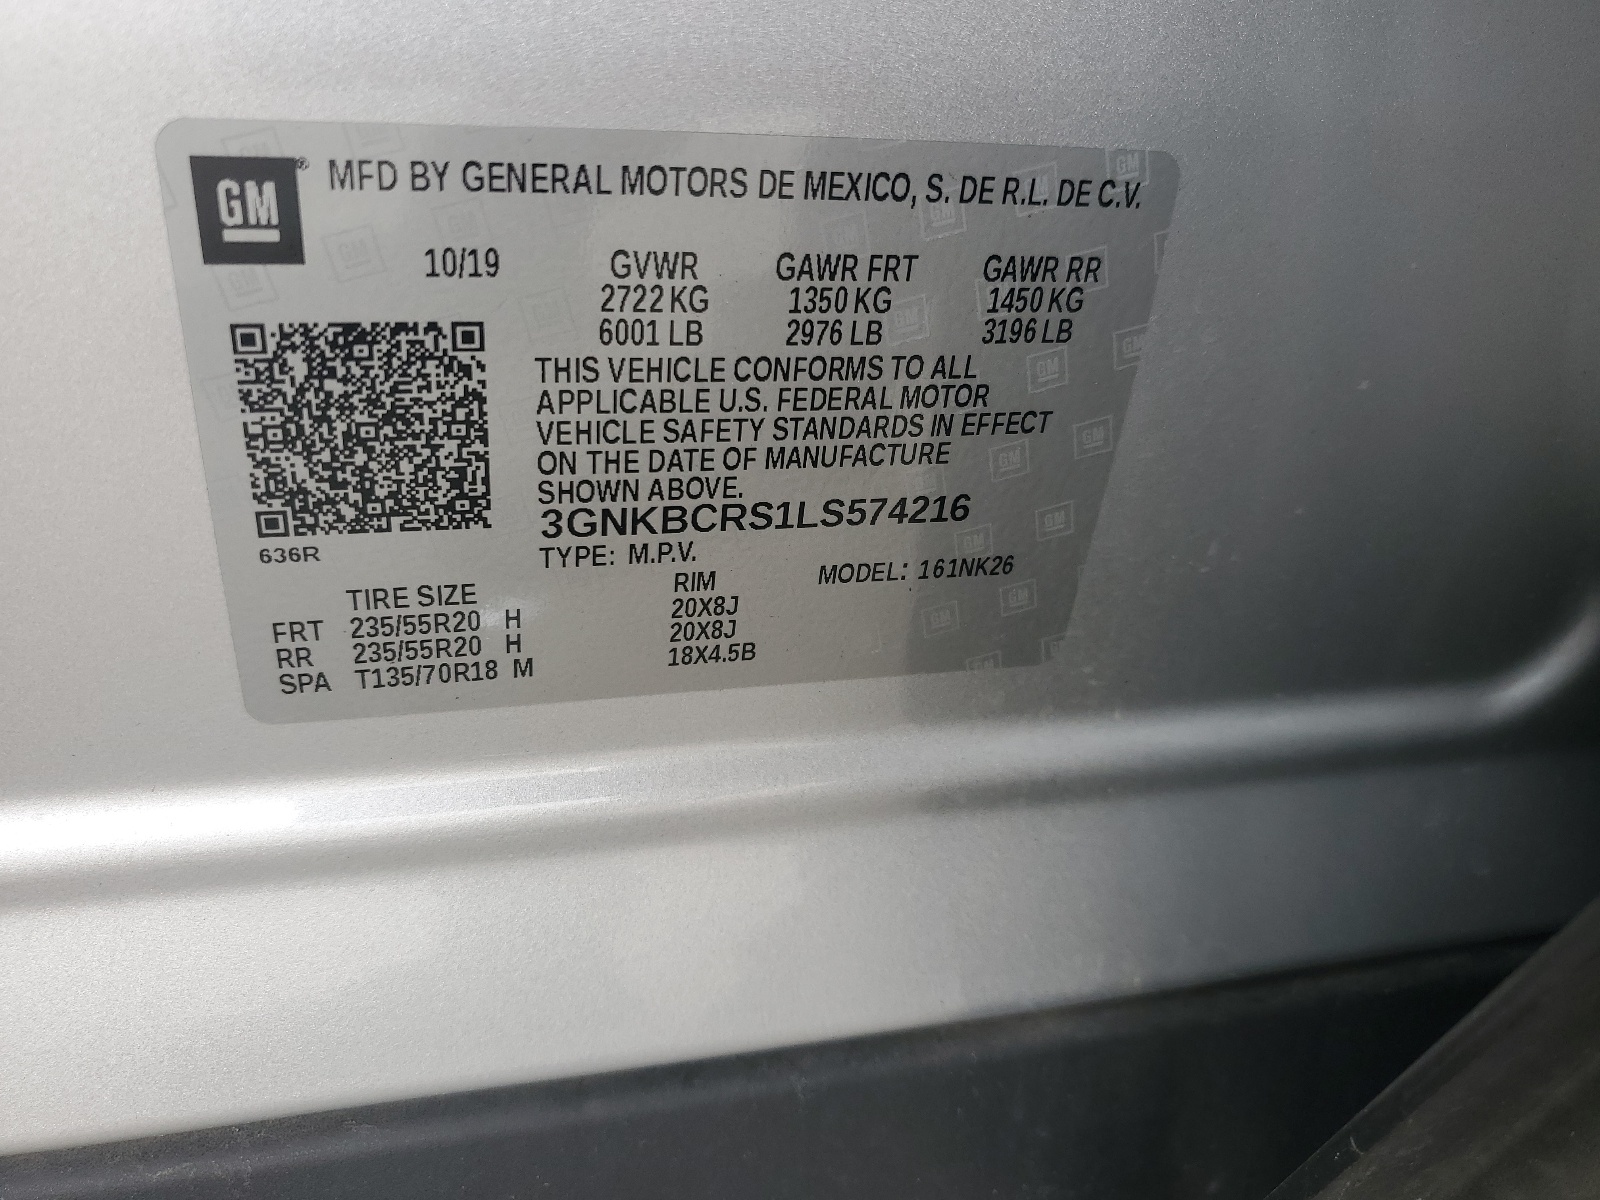 GM® MFD BY GENERAL MOTORS DE MEXICO, S. DE R.L. DE C.V.
10/19 GVWR GAWR FRT GAWR RR
2722 KG 1350 KG 1450 KG
6001 LB 2976 LB 3196 LB
THIS VEHICLE CONFORMS TO ALL
APPLICABLE U.S. FEDERAL MOTOR
VEHICLE SAFETY STANDARDS IN EFFECT
ON THE DATE OF MANUFACTURE
SHOWN ABOVE.
3GNKBCRS1LS574216
636R
TYPE: M.P.V. MODEL: 161NK26
TIRE SIZE RIM
FRT 235/55R20 H 20X8J
RR 235/55R20 H 20X8J
SPA T135/70R18 M 18X4.5B